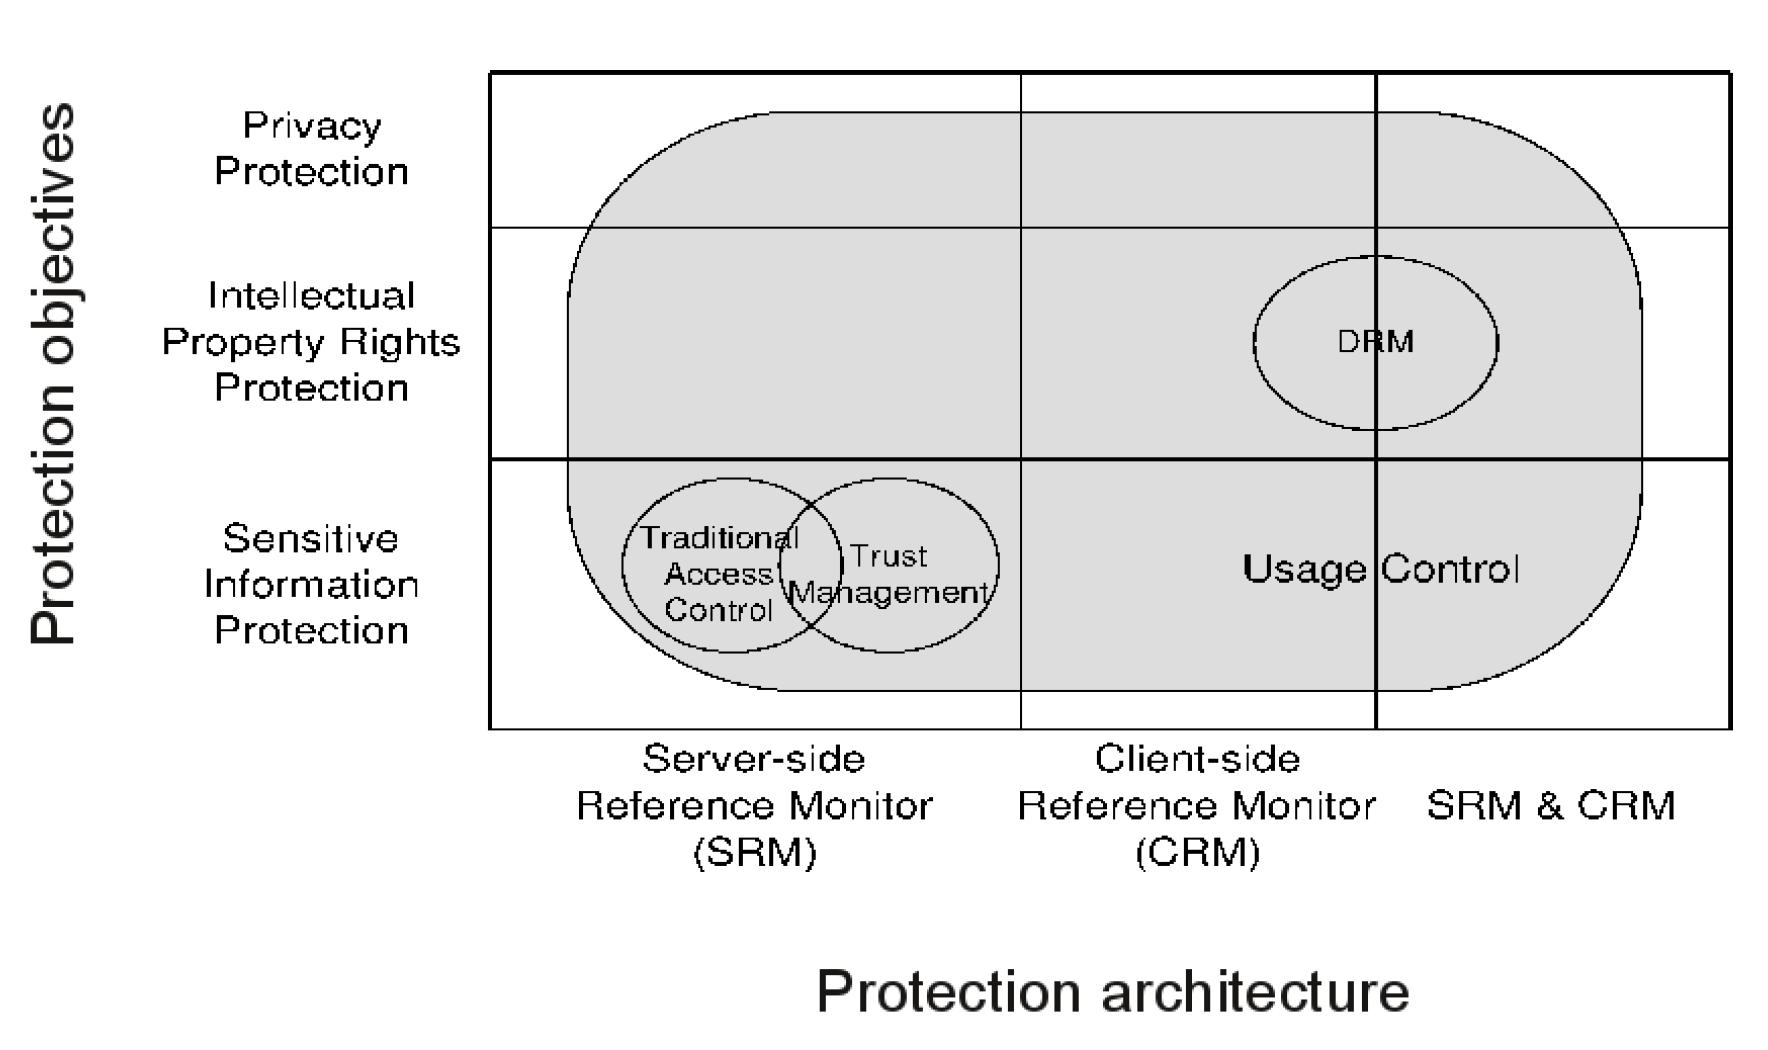 Protection objectives
Privacy
Protection
Intellectual
Property Rights
Protection
Sensitive
Information
Protection
DRM
Traditional
Access
Control
Trust
Management
Usage Control
Server-side
Reference Monitor
(SRM)
Client-side
Reference Monitor
(CRM)
SRM & CRM
Protection architecture